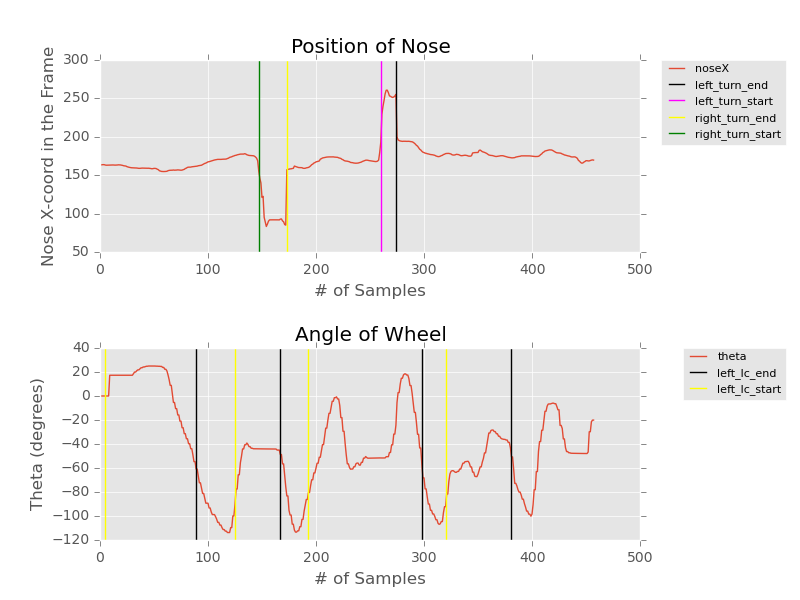 Position of Nose
300
250
200
150
100
50
Nose X-coord in the Frame
0 100 200 300 400 500
# of Samples
noseX
left_turn_end
left_turn_start
right_turn_end
right_turn_start
Angle of Wheel
40
20
0
−20
−40
−60
−80
−100
−120
Theta (degrees)
0 100 200 300 400 500
# of Samples
theta
left_lc_end
left_lc_start